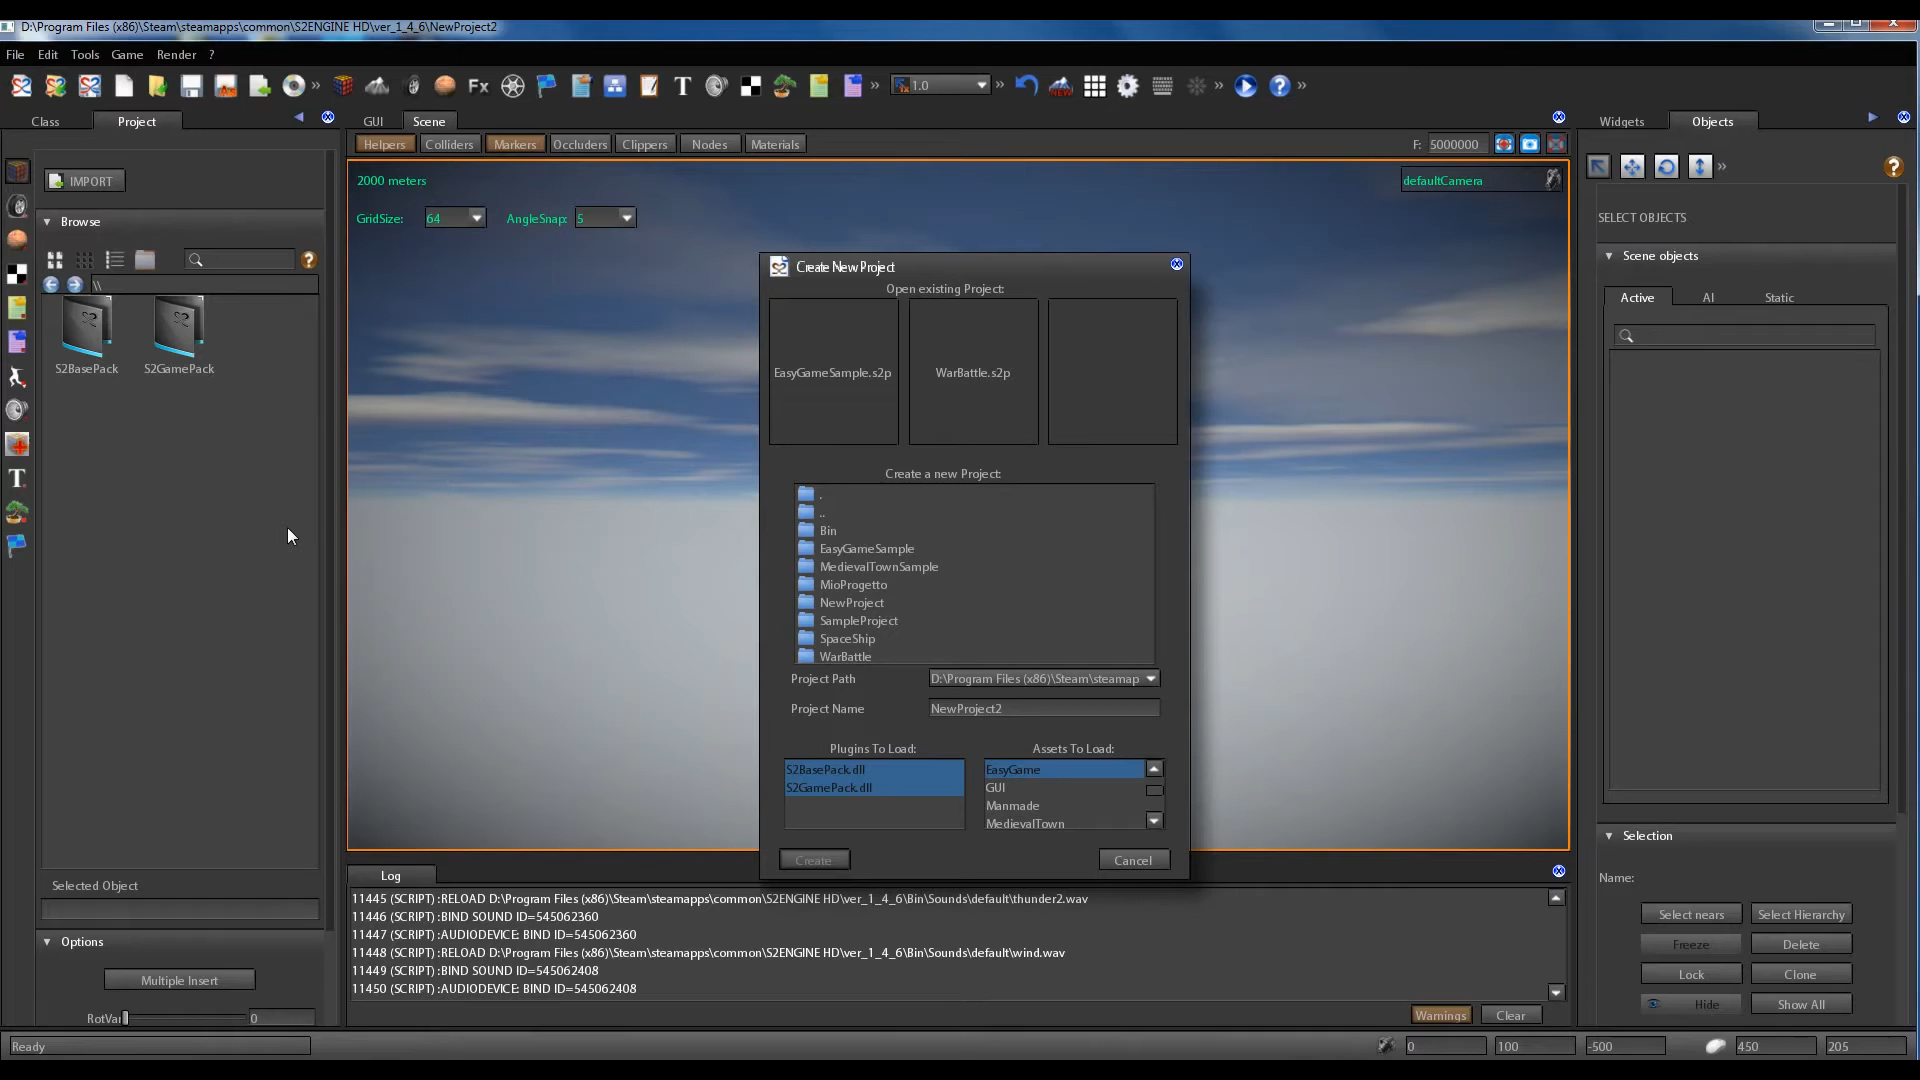 D:\Program Files (x86)\Steam\steamapps\common\S2ENGINE HD\ver_1_4_6\NewProject2
File Edit Tools Game Render ?
Fx T 1.0
Class Project
IMPORT
Browse
\\
S2BasePack S2GamePack
Selected Object
Options
Multiple Insert
RotVar 0
Ready
GUI Scene
Helpers Colliders Markers Occluders Clippers Nodes Materials
F: 5000000
2000 meters
defaultCamera
GridSize: 64 AngleSnap: 5
Create New Project
Open existing Project:
EasyGameSample.s2p WarBattle.s2p
Create a new Project:
.
..
Bin
EasyGameSample
MedievalTownSample
MioProgetto
NewProject
SampleProject
SpaceShip
WarBattle
Project Path D:\Program Files (x86)\Steam\steamap
Project Name NewProject2
Plugins To Load: Assets To Load:
S2BasePack.dll
S2GamePack.dll
EasyGame
GUI
Manmade
MedievalTown
Create Cancel
Log
11445 (SCRIPT) :RELOAD D:\Program Files (x86)\Steam\steamapps\common\S2ENGINE HD\ver_1_4_6\Bin\Sounds\default\thunder2.wav
11446 (SCRIPT) :BIND SOUND ID=545062360
11447 (SCRIPT) :AUDIODEVICE: BIND ID=545062360
11448 (SCRIPT) :RELOAD D:\Program Files (x86)\Steam\steamapps\common\S2ENGINE HD\ver_1_4_6\Bin\Sounds\default\wind.wav
11449 (SCRIPT) :BIND SOUND ID=545062408
11450 (SCRIPT) :AUDIODEVICE: BIND ID=545062408
Warnings Clear
Widgets Objects
SELECT OBJECTS
Scene objects
Active AI Static
Selection
Name:
Select nears Select Hierarchy
Freeze Delete
Lock Clone
Hide Show All
0 100 -500 450 205